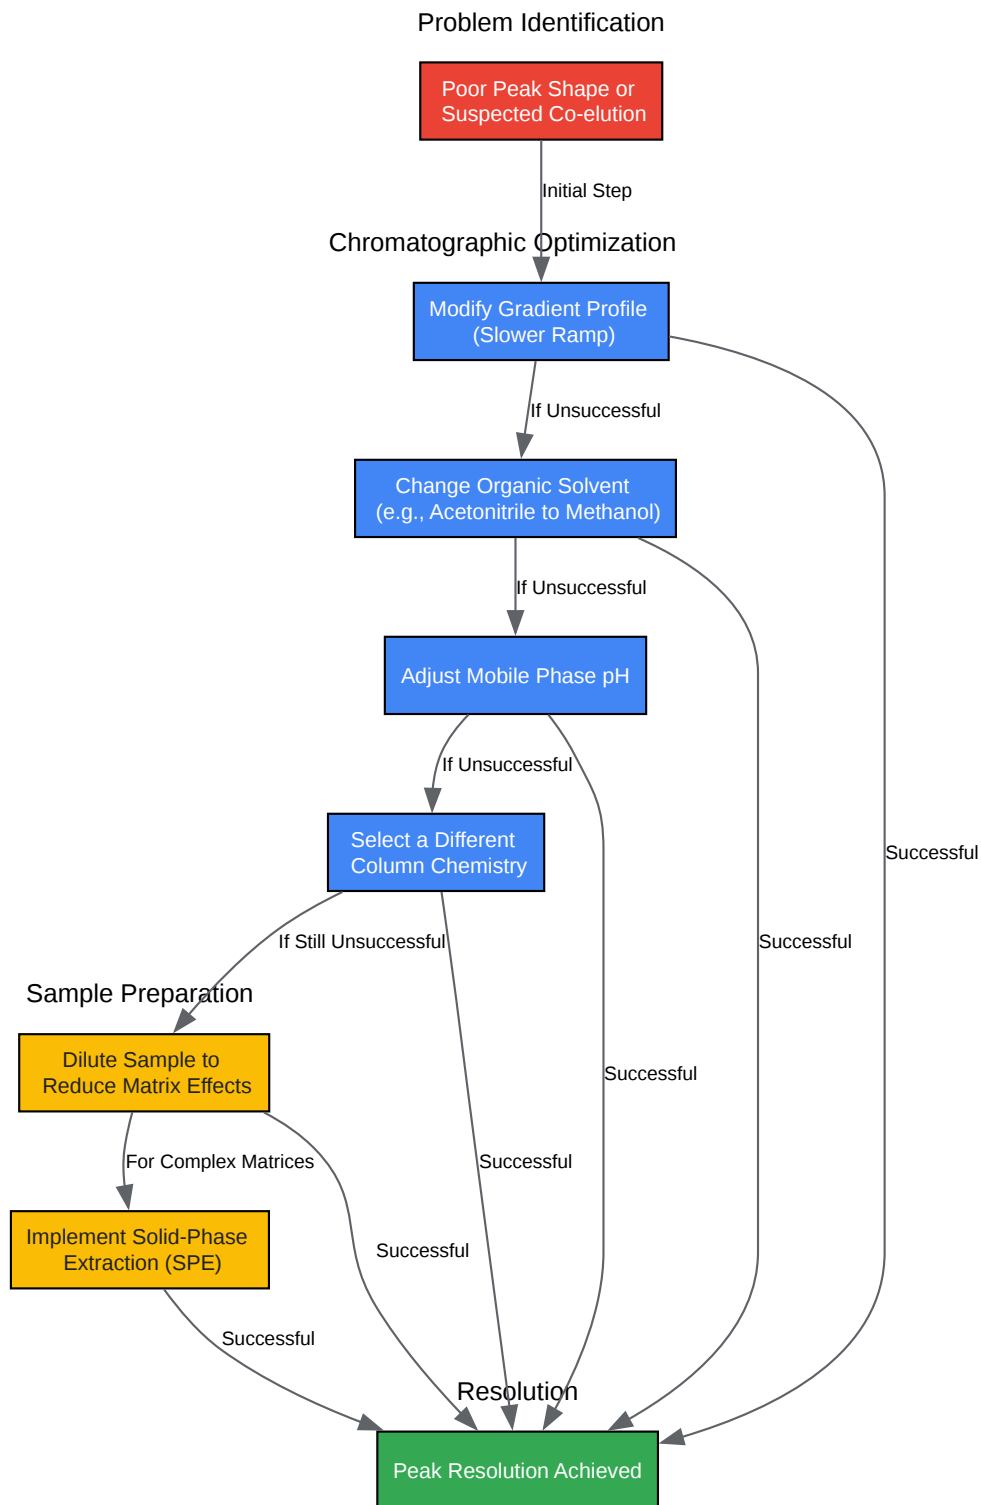 Problem Identification
Poor Peak Shape or
Suspected Co-elution
Initial Step
Chromatographic Optimization
Modify Gradient Profile
(Slower Ramp)
If Unsuccessful
Change Organic Solvent
(e.g., Acetonitrile to Methanol)
If Unsuccessful
Adjust Mobile Phase pH
If Unsuccessful
Select a Different
Column Chemistry
Successful
If Still Unsuccessful
Successful
Sample Preparation
Dilute Sample to
Reduce Matrix Effects
Successful
For Complex Matrices
Successful
Implement Solid-Phase
Extraction (SPE)
Successful
Successful
Resolution
Peak Resolution Achieved